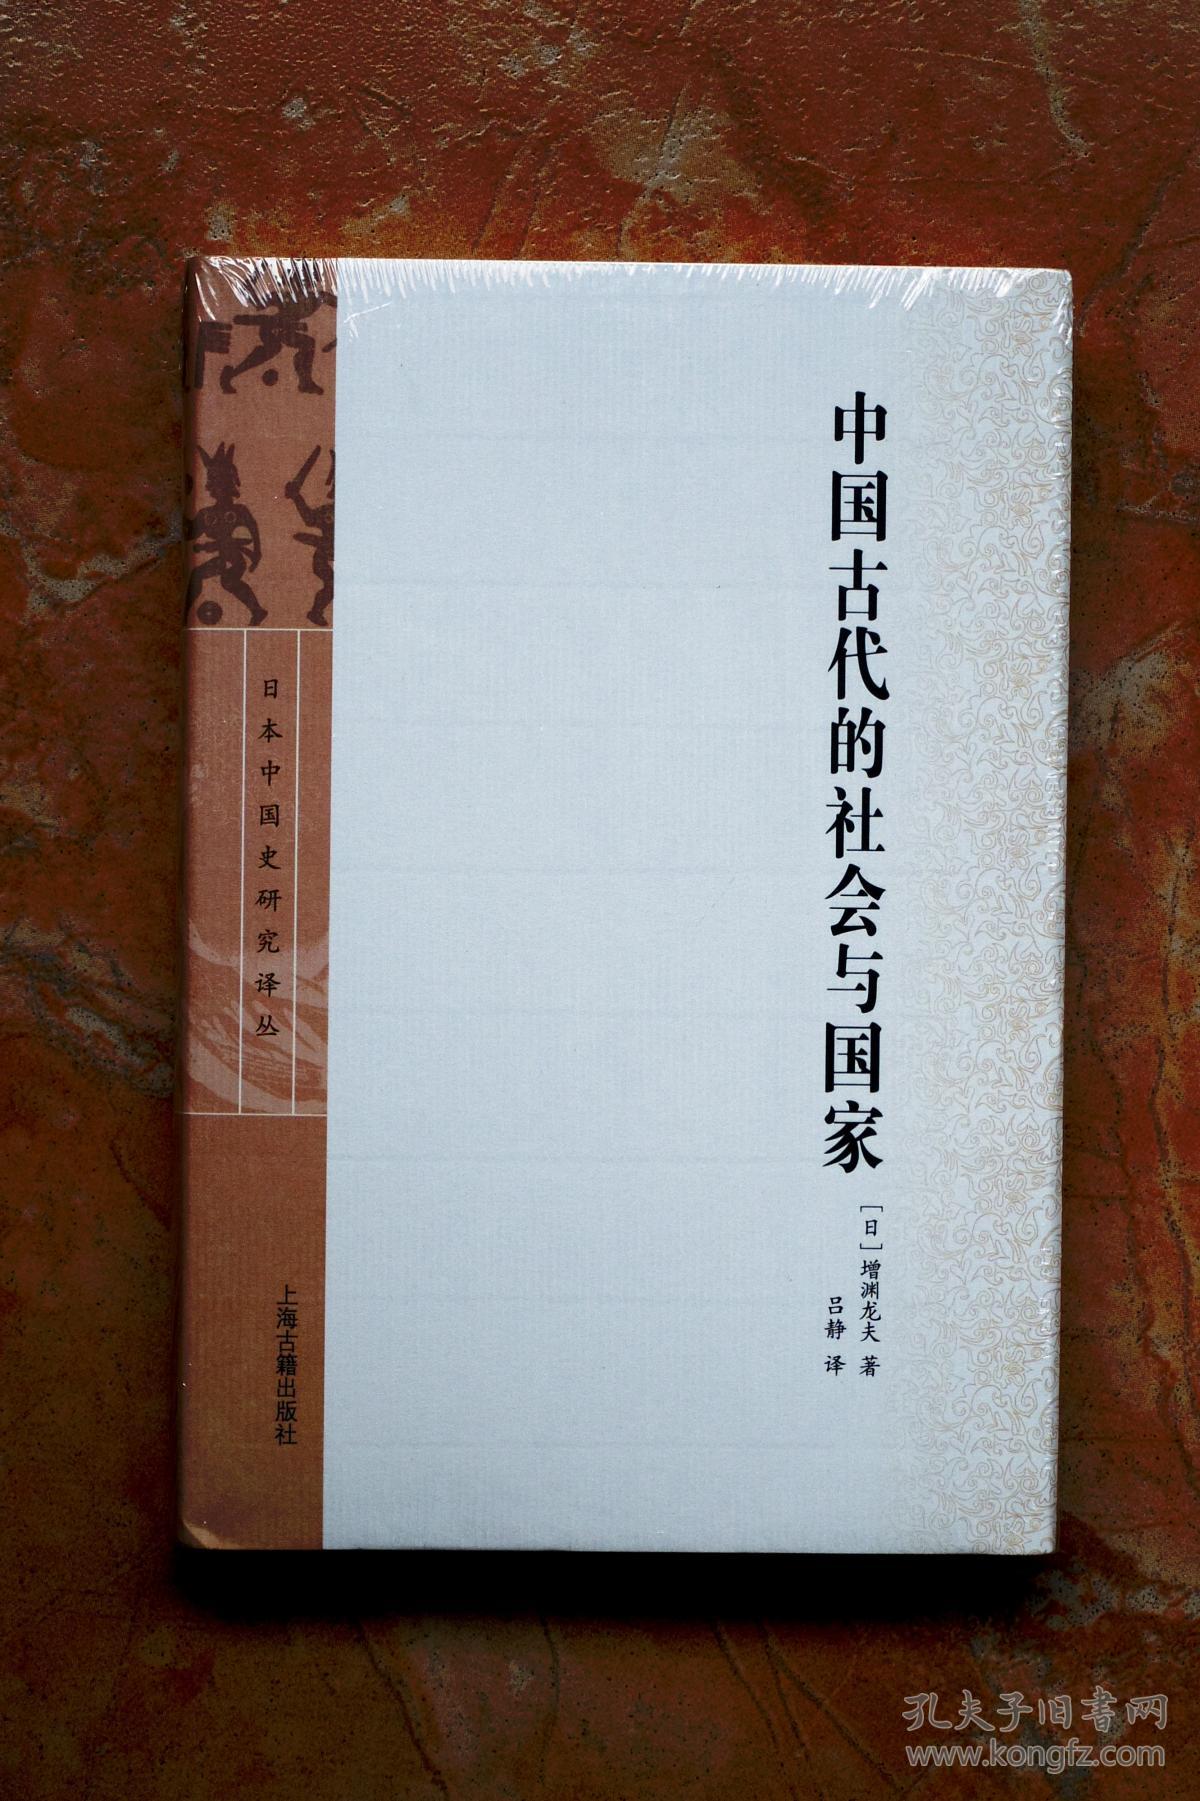 中国古代的社会与国家
[日]增渊龙夫 著
吕静 译
日本中国史研究译丛
上海古籍出版社
孔夫子旧书网
www.kongfz.com